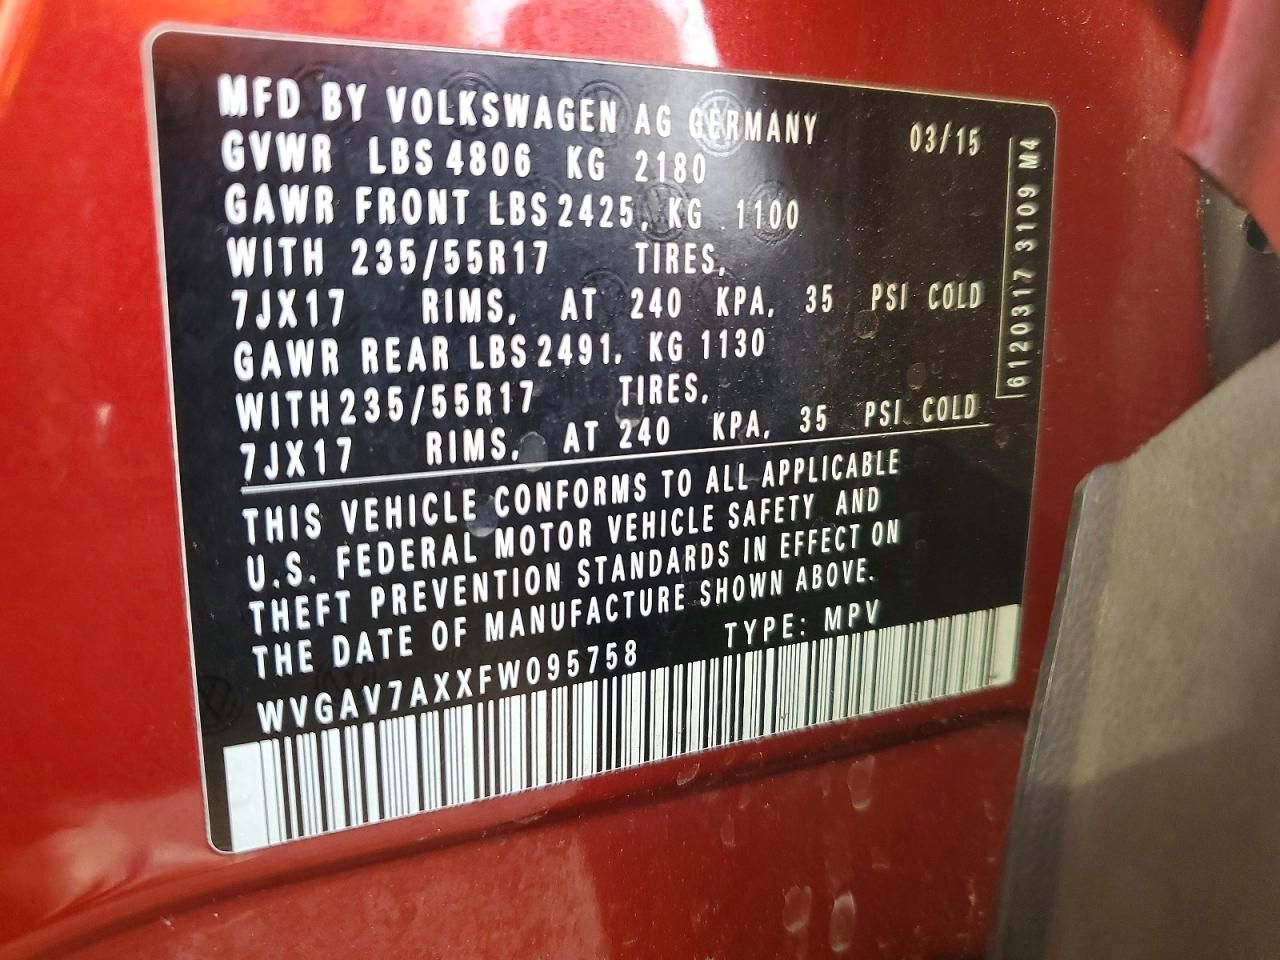 MFD BY VOLKSWAGEN AG GERMANY 03/15
GVWR LBS 4806 KG 2180
GAWR FRONT LBS 2425, KG 1100
WITH 235/55R17 TIRES,
7JX17 RIMS, AT 240 KPA, 35 PSI COLD
GAWR REAR LBS 2491, KG 1130
WITH 235/55R17 TIRES,
7JX17 RIMS, AT 240 KPA, 35 PSI COLD
THIS VEHICLE CONFORMS TO ALL APPLICABLE
U.S. FEDERAL MOTOR VEHICLE SAFETY AND
THEFT PREVENTION STANDARDS IN EFFECT ON
THE DATE OF MANUFACTURE SHOWN ABOVE.
WVGAV7AXXFW095758 TYPE: MPV
6120317 3109 M4